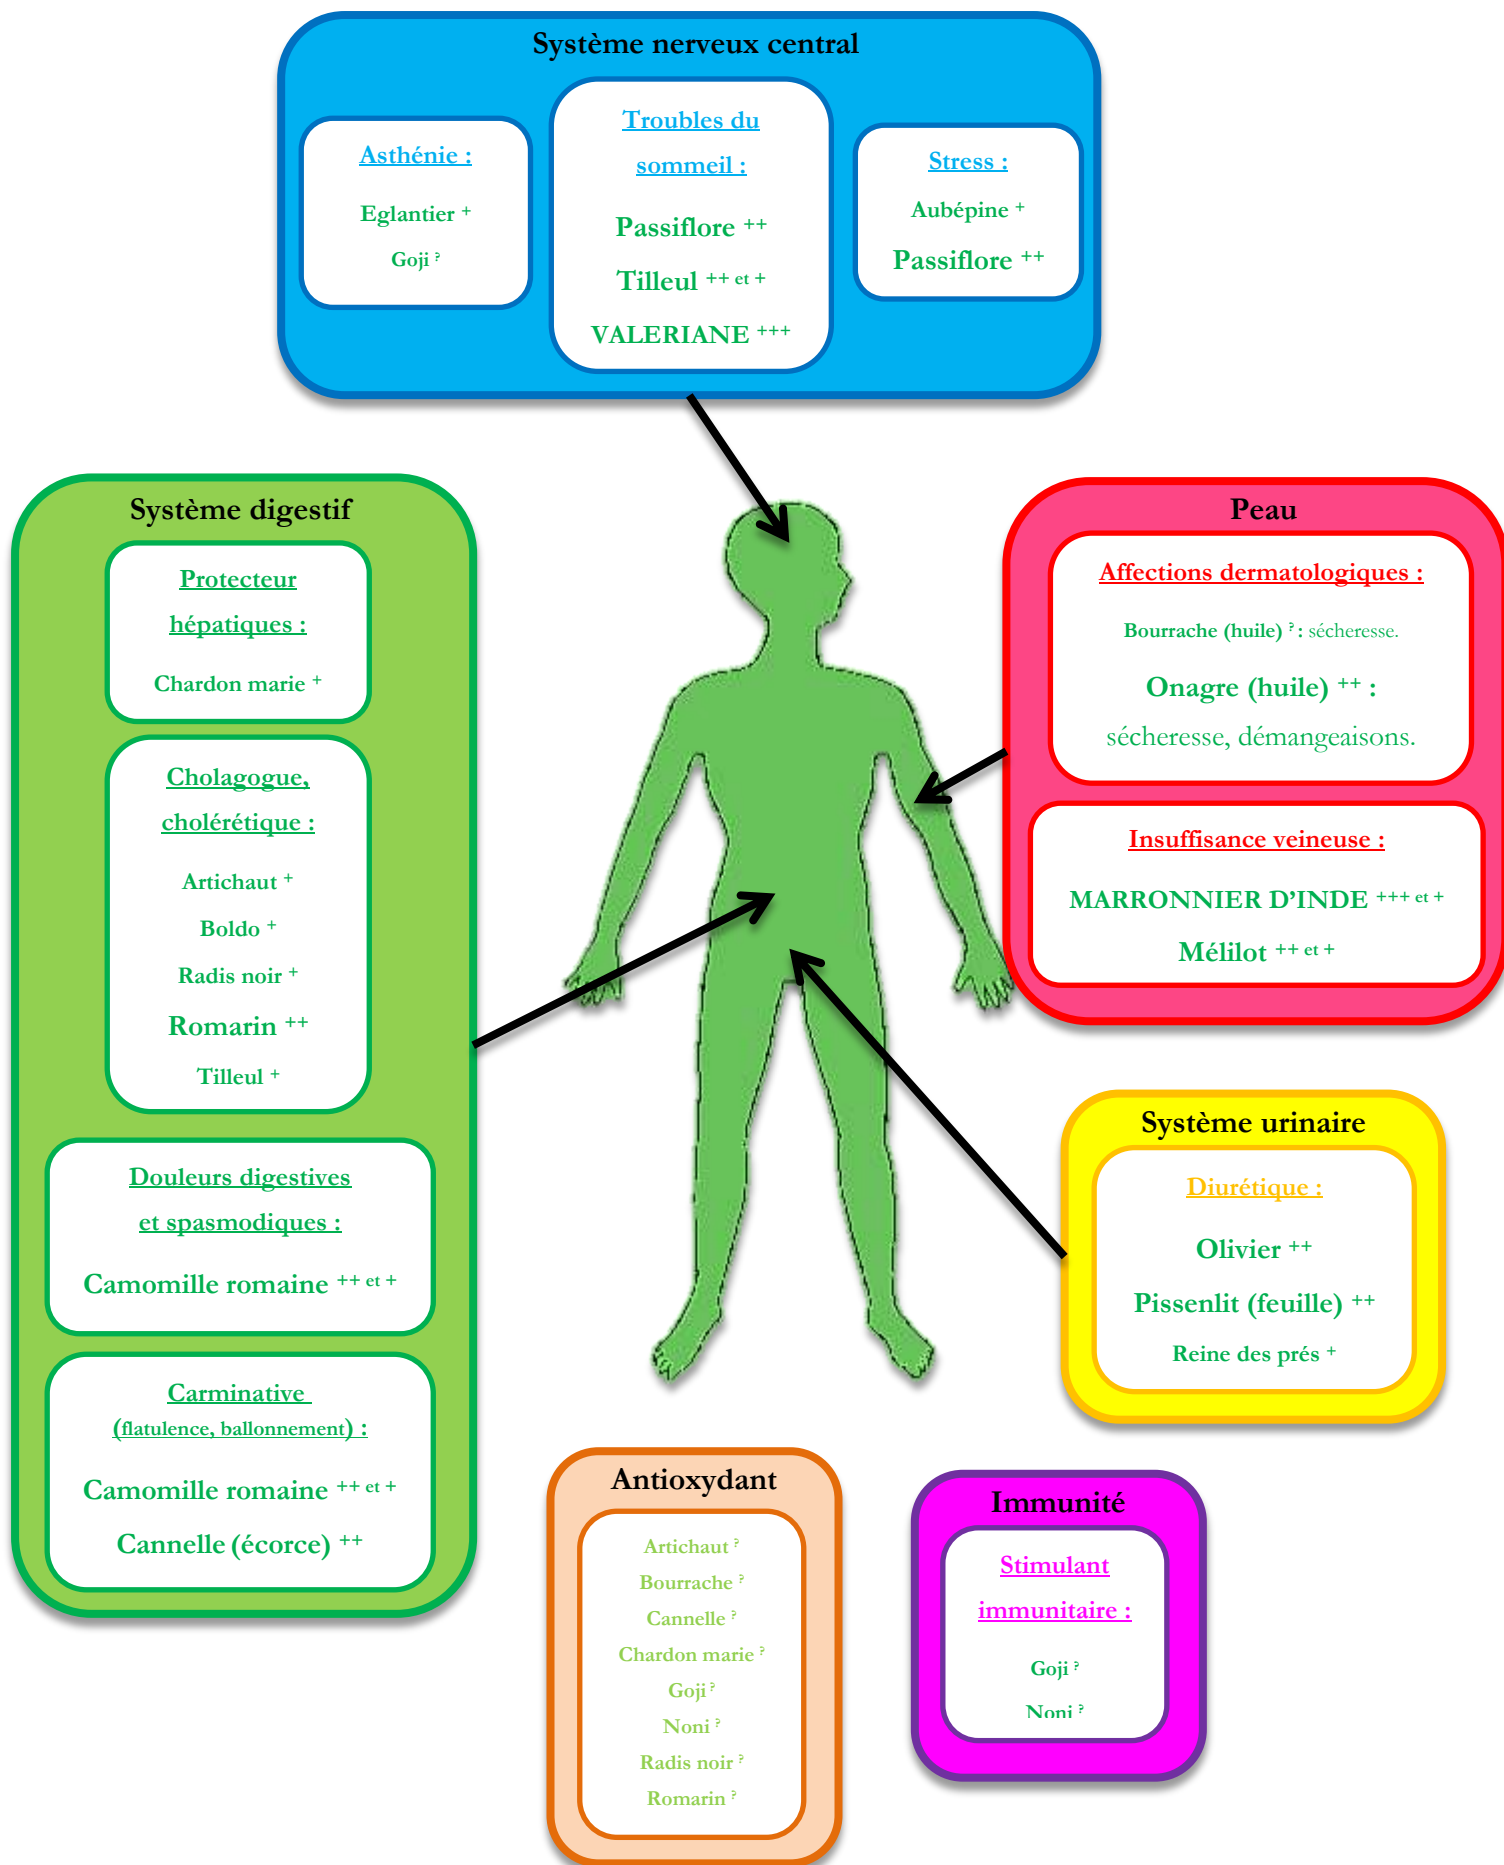 Système nerveux central
Asthénie :
Eglantier +
Goji ?
Troubles du
sommeil :
Passiflore ++
Tilleul ++ et +
VALERIANE +++
Stress :
Aubépine +
Passiflore ++
Système digestif
Protecteur
hépatiques :
Chardon marie +
Cholagogue,
cholérétique :
Artichaut +
Boldo +
Radis noir +
Romarin ++
Tilleul +
Douleurs digestives
et spasmodiques :
Camomille romaine ++ et +
Carminative
(flatulence, ballonnement) :
Camomille romaine ++ et +
Cannelle (écorce) ++
Peau
Affections dermatologiques :
Bourrache (huile) ? : sécheresse.
Onagre (huile) ++ :
sécheresse, démangeaisons.
Insuffisance veineuse :
MARRONNIER D'INDE +++ et +
Mélilot ++ et +
Système urinaire
Diurétique :
Olivier ++
Pissenlit (feuille) ++
Reine des prés +
Antioxydant
Artichaut ?
Bourrache ?
Cannelle ?
Chardon marie ?
Goji ?
Noni ?
Radis noir ?
Romarin ?
Immunité
Stimulant
immunitaire :
Goji ?
Noni ?